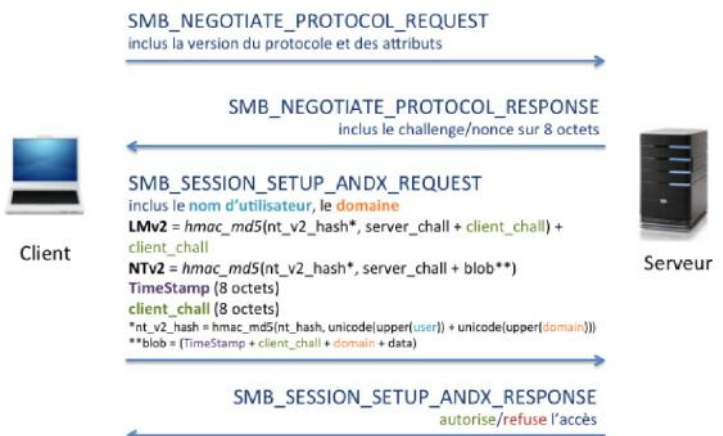 SMB_NEGOTIATE_PROTOCOL_REQUEST
inclus la version du protocole et des attributs
SMB_NEGOTIATE_PROTOCOL_RESPONSE
inclus le challenge/nonce sur 8 octets
SMB_SESSION_SETUP_ANDX_REQUEST
inclus le nom d'utilisateur, le domaine
LMv2 = hmac_md5(nt_v2_hash*, server_chall + client_chall) +
client_chall
NTv2 = hmac_md5(nt_v2_hash*, server_chall + blob**)
TimeStamp (8 octets)
client_chall (8 octets)
*nt_v2_hash = hmac_md5(nt_hash, unicode(upper(user)) + unicode(upper(domain)))
**blob = (TimeStamp + client_chall + domain + data)
Client
Serveur
SMB_SESSION_SETUP_ANDX_RESPONSE
autorise/refuse l'accès